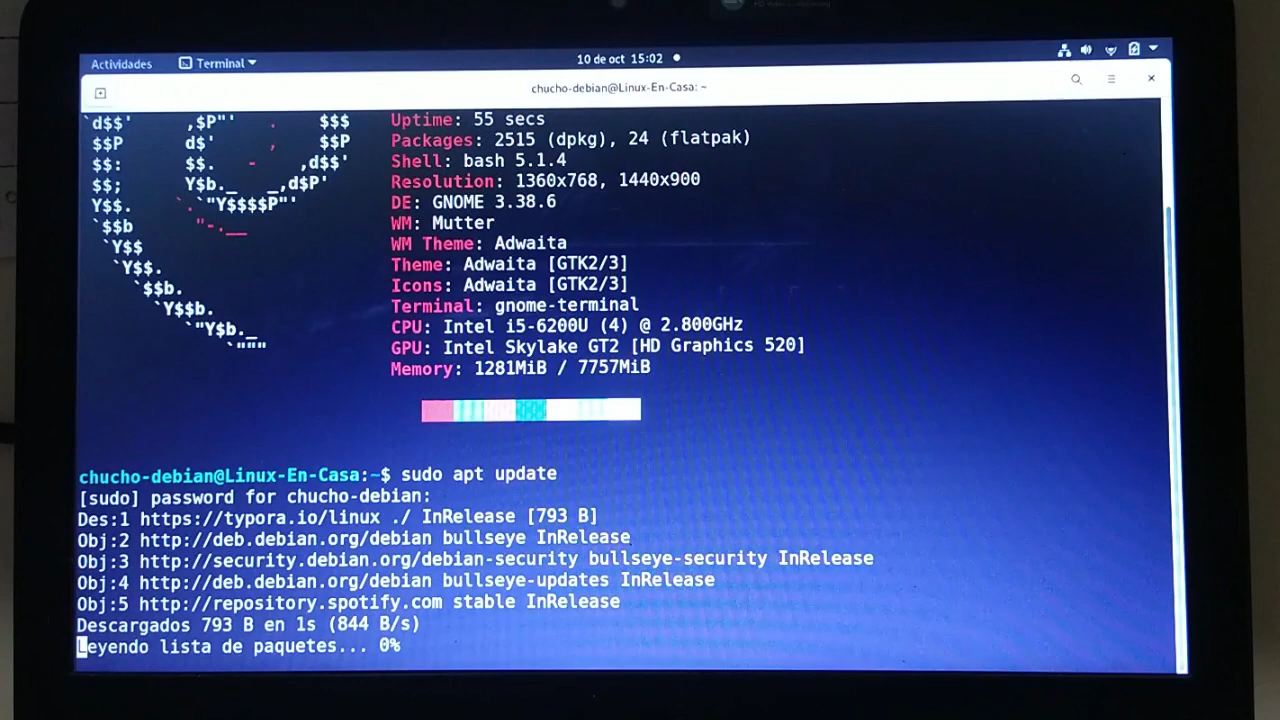 Actividades Terminal 10 de oct 15:02
chucho-debian@Linux-En-Casa: ~
`d$$' ,$P"' . $$$ Uptime: 55 secs
$$P d$' , $$P Packages: 2515 (dpkg), 24 (flatpak)
$$: $$. - ,d$$' Shell: bash 5.1.4
$$; Y$b._ _,d$P' Resolution: 1360x768, 1440x900
Y$$. `.`"Y$$$$P"' DE: GNOME 3.38.6
`$$b "-.__ WM: Mutter
`Y$$ WM Theme: Adwaita
`Y$$. Theme: Adwaita [GTK2/3]
`$$b. Icons: Adwaita [GTK2/3]
`Y$$b. Terminal: gnome-terminal
`"Y$b._ CPU: Intel i5-6200U (4) @ 2.800GHz
`""" GPU: Intel Skylake GT2 [HD Graphics 520]
Memory: 1281MiB / 7757MiB
chucho-debian@Linux-En-Casa:~$ sudo apt update
[sudo] password for chucho-debian:
Des:1 https://typora.io/linux ./ InRelease [793 B]
Obj:2 http://deb.debian.org/debian bullseye InRelease
Obj:3 http://security.debian.org/debian-security bullseye-security InRelease
Obj:4 http://deb.debian.org/debian bullseye-updates InRelease
Obj:5 http://repository.spotify.com stable InRelease
Descargados 793 B en 1s (844 B/s)
Leyendo lista de paquetes... 0%